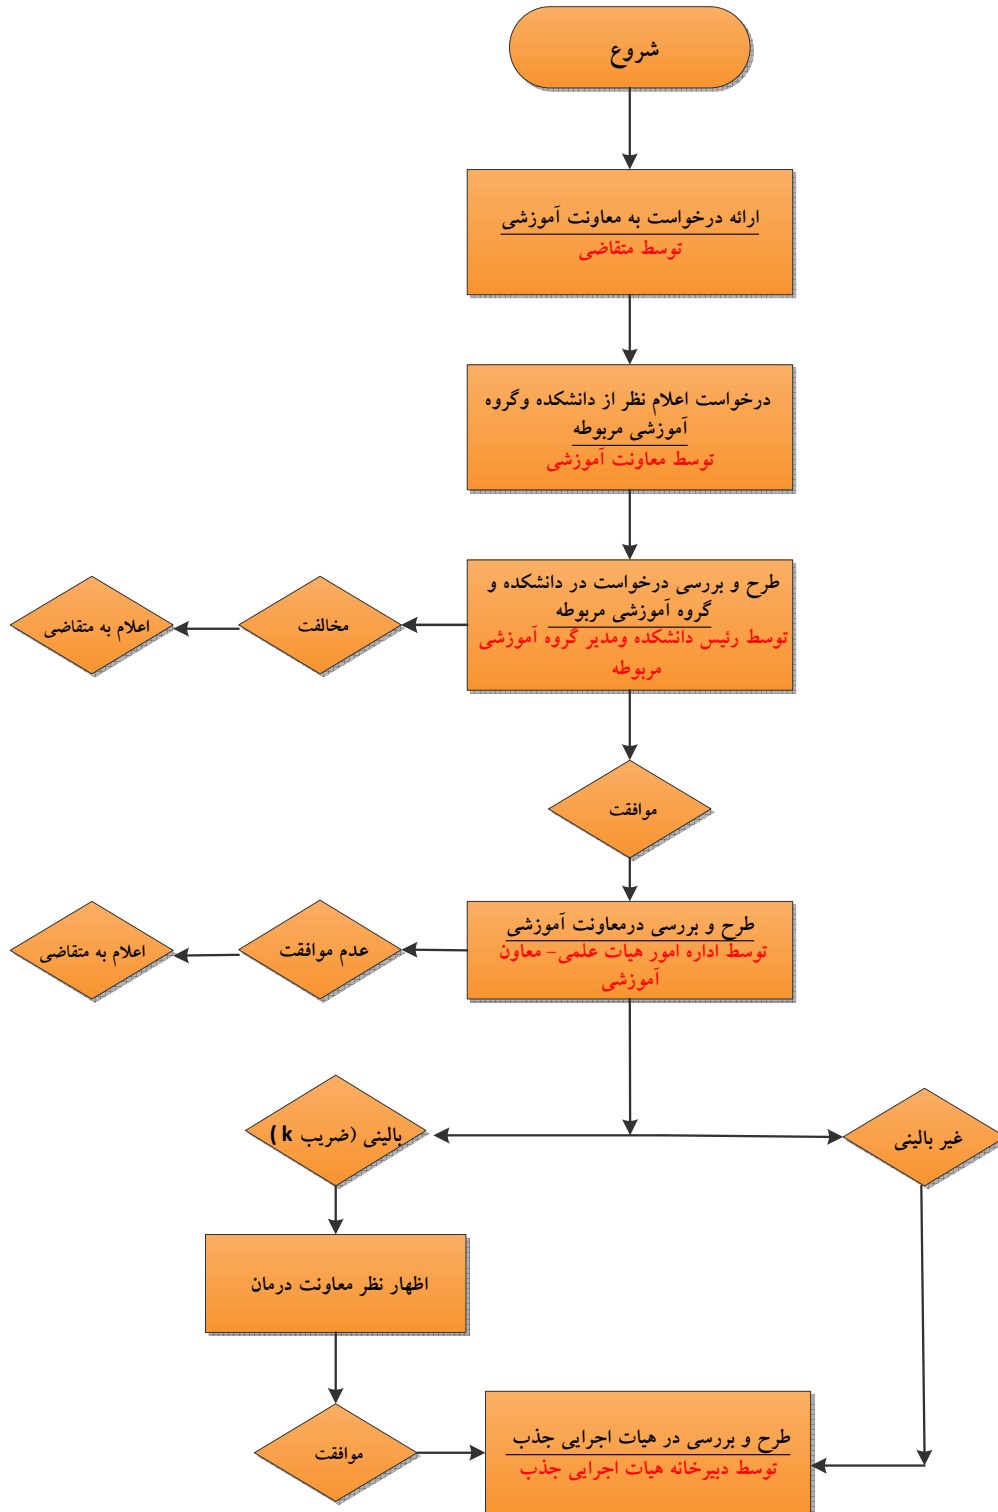 شروع
ارائه درخواست به معاونت آموزشی
توسط متقاضی
درخواست اعلام نظر از دانشکده وگروه
آموزشی مربوطه
توسط معاونت آموزشی
طرح و بررسی درخواست در دانشکده و
گروه آموزشی مربوطه
توسط رئیس دانشکده ومدیر گروه آموزشی
مربوطه
مخالفت
اعلام به متقاضی
موافقت
طرح و بررسی درمعاونت آموزشی
توسط اداره امور هیات علمی- معاون
آموزشی
عدم موافقت
اعلام به متقاضی
غیر بالینی
بالینی (ضریب k )
اظهار نظر معاونت درمان
موافقت
طرح و بررسی در هیات اجرایی جذب
توسط دبیرخانه هیات اجرایی جذب